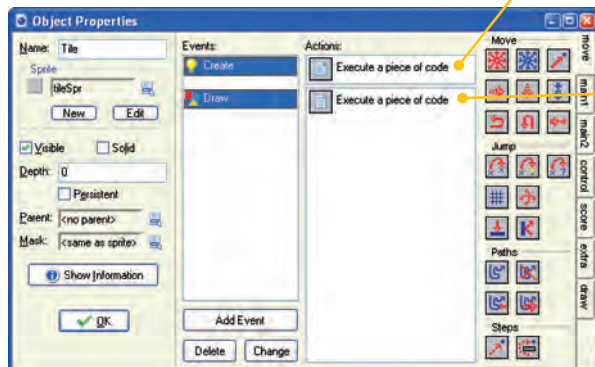 Object Properties
Name: Tile
Sprite
tileSpr
New Edit
Visible Solid
Depth: 0
Persistent
Parent: <no parent>
Mask: <same as sprite>
Show Information
OK
Events:
Create
Draw
Add Event
Delete Change
Actions:
Execute a piece of code
Execute a piece of code
Move
Jump
Paths
Steps
move
main1
main2
control
score
extra
draw